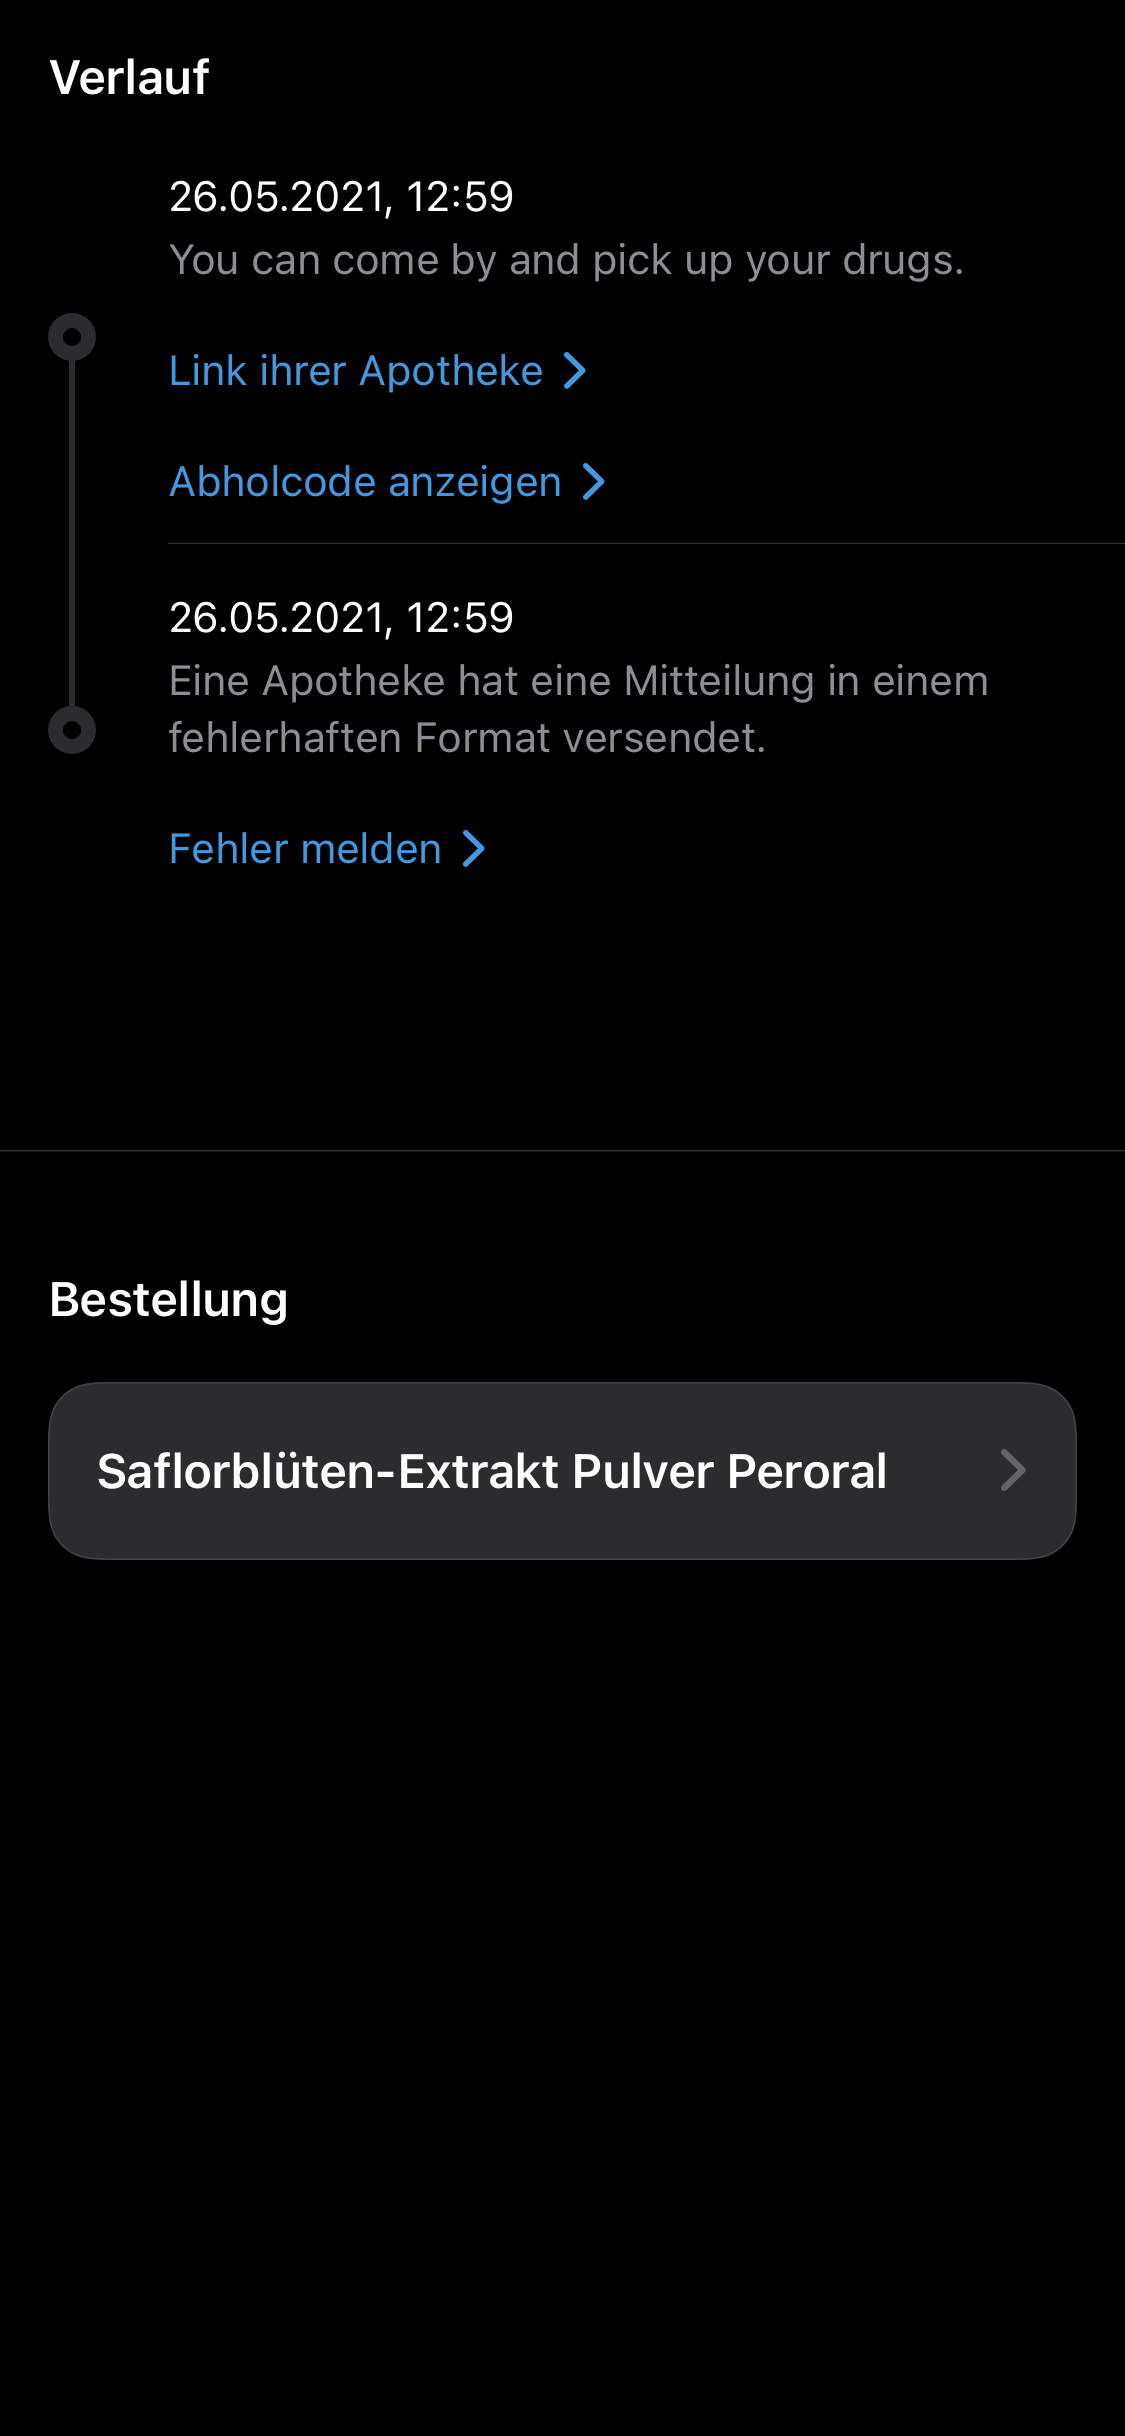 Verlauf
26.05.2021, 12:59
You can come by and pick up your drugs.
Link ihrer Apotheke
Abholcode anzeigen
26.05.2021, 12:59
Eine Apotheke hat eine Mitteilung in einem
fehlerhaften Format versendet.
Fehler melden
Bestellung
Saflorblüten-Extrakt Pulver Peroral